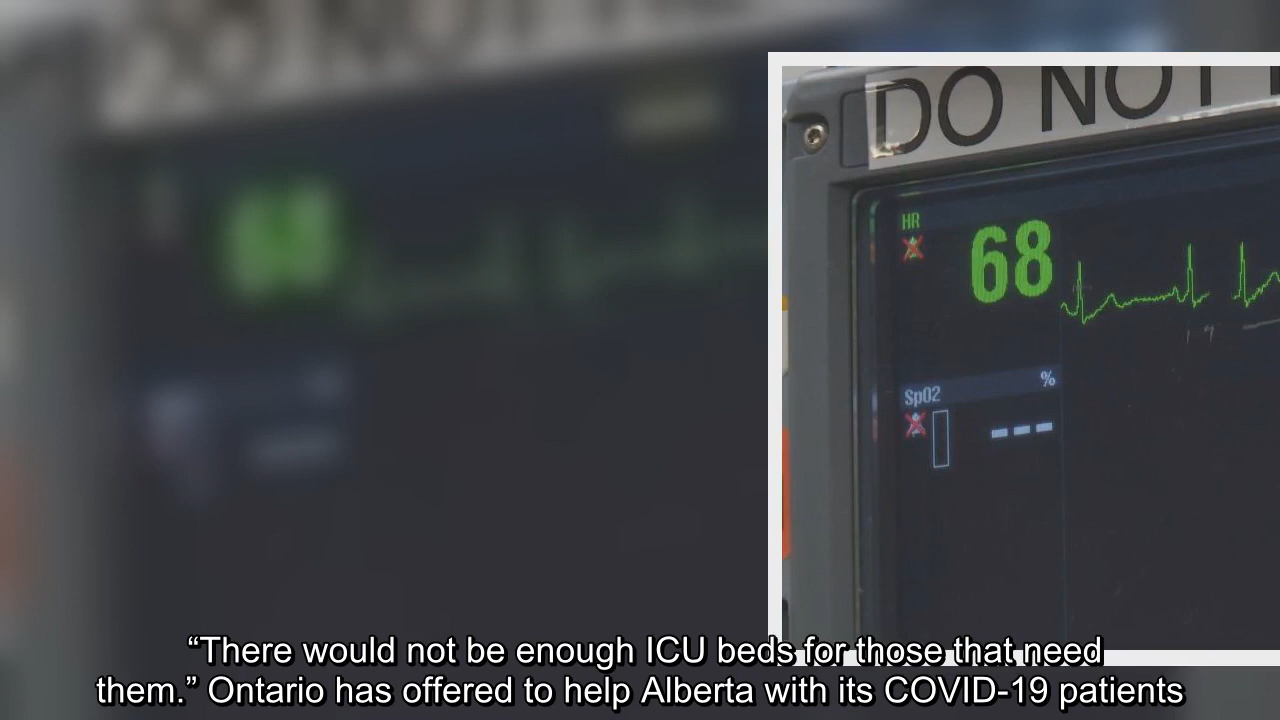 DO NOT
HR
68
%
SpO2
---
“There would not be enough ICU beds for those that need
them.” Ontario has offered to help Alberta with its COVID-19 patients